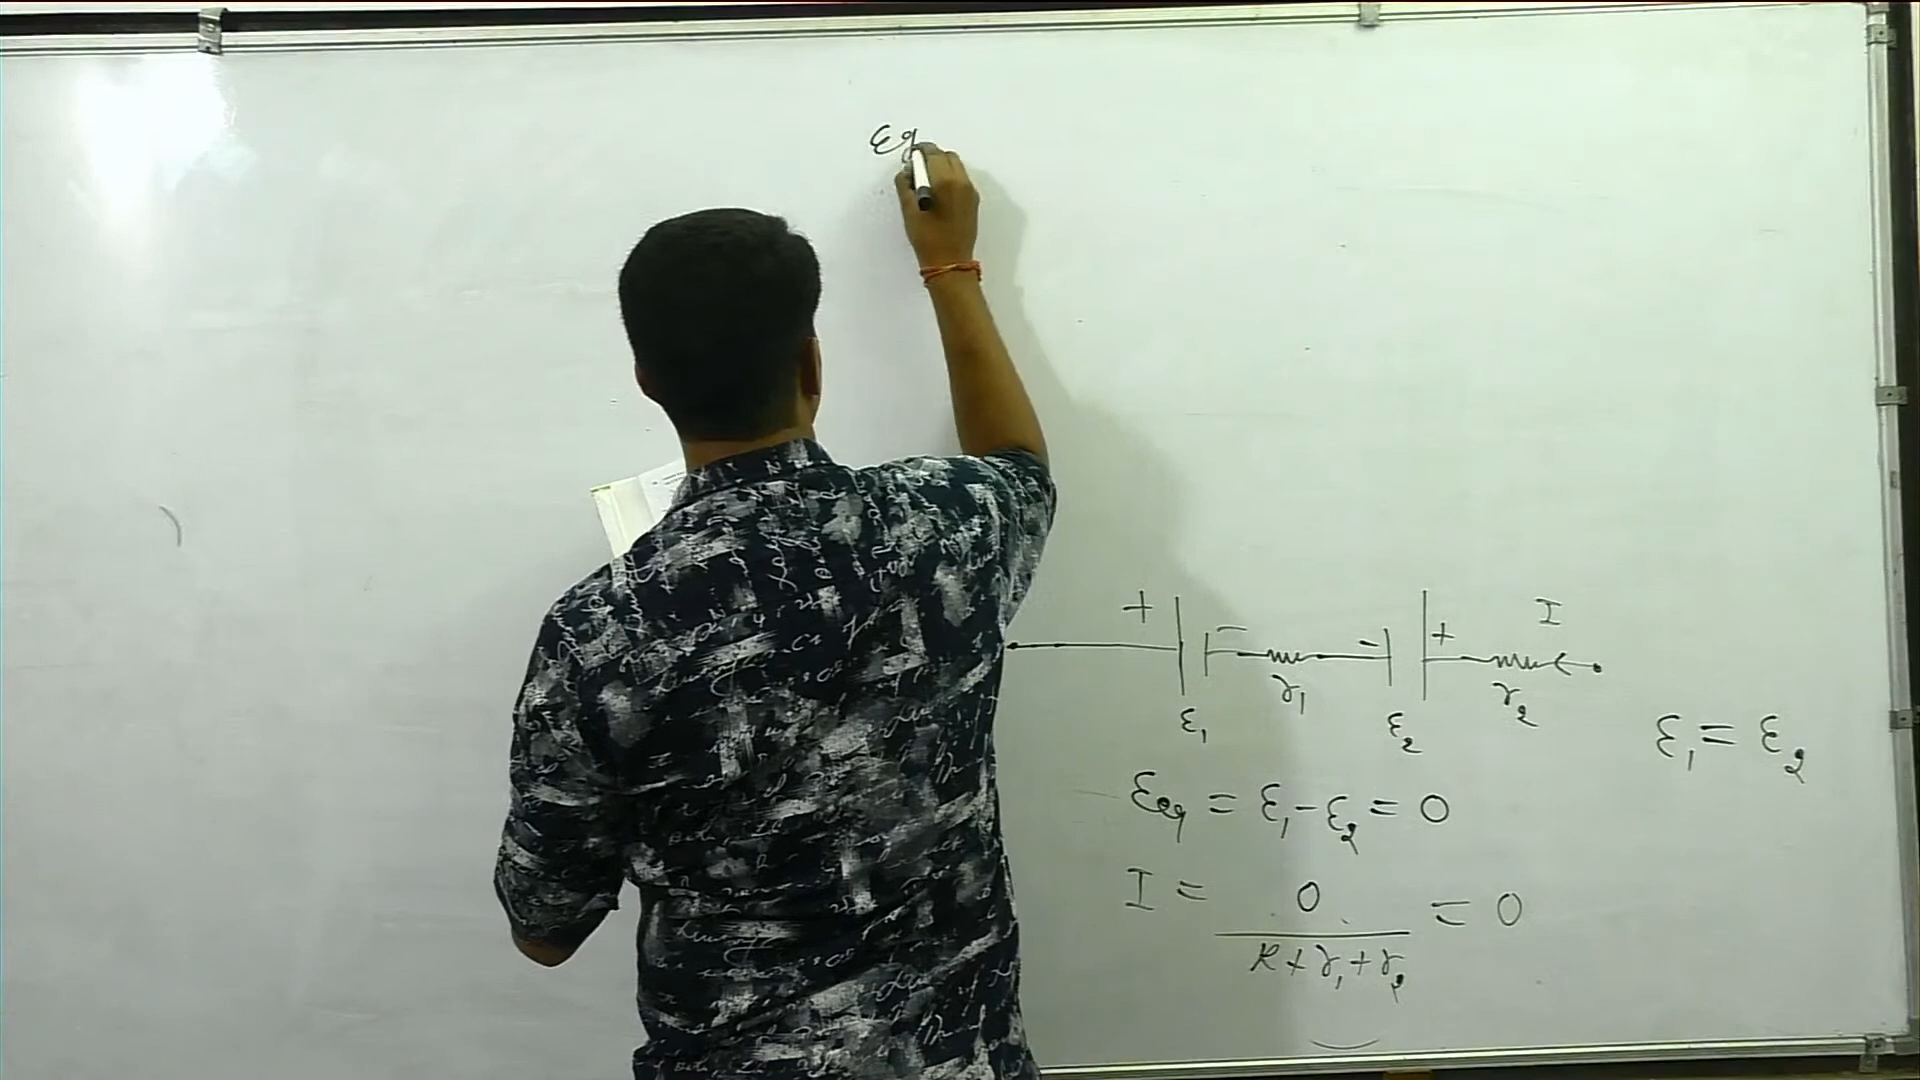 εq
+ - - + I
r₁ r₂
ε₁ ε₂
ε₁ = ε₂
εeq = ε₁ - ε₂ = 0
I = 0 / R + r₁ + r₂ = 0